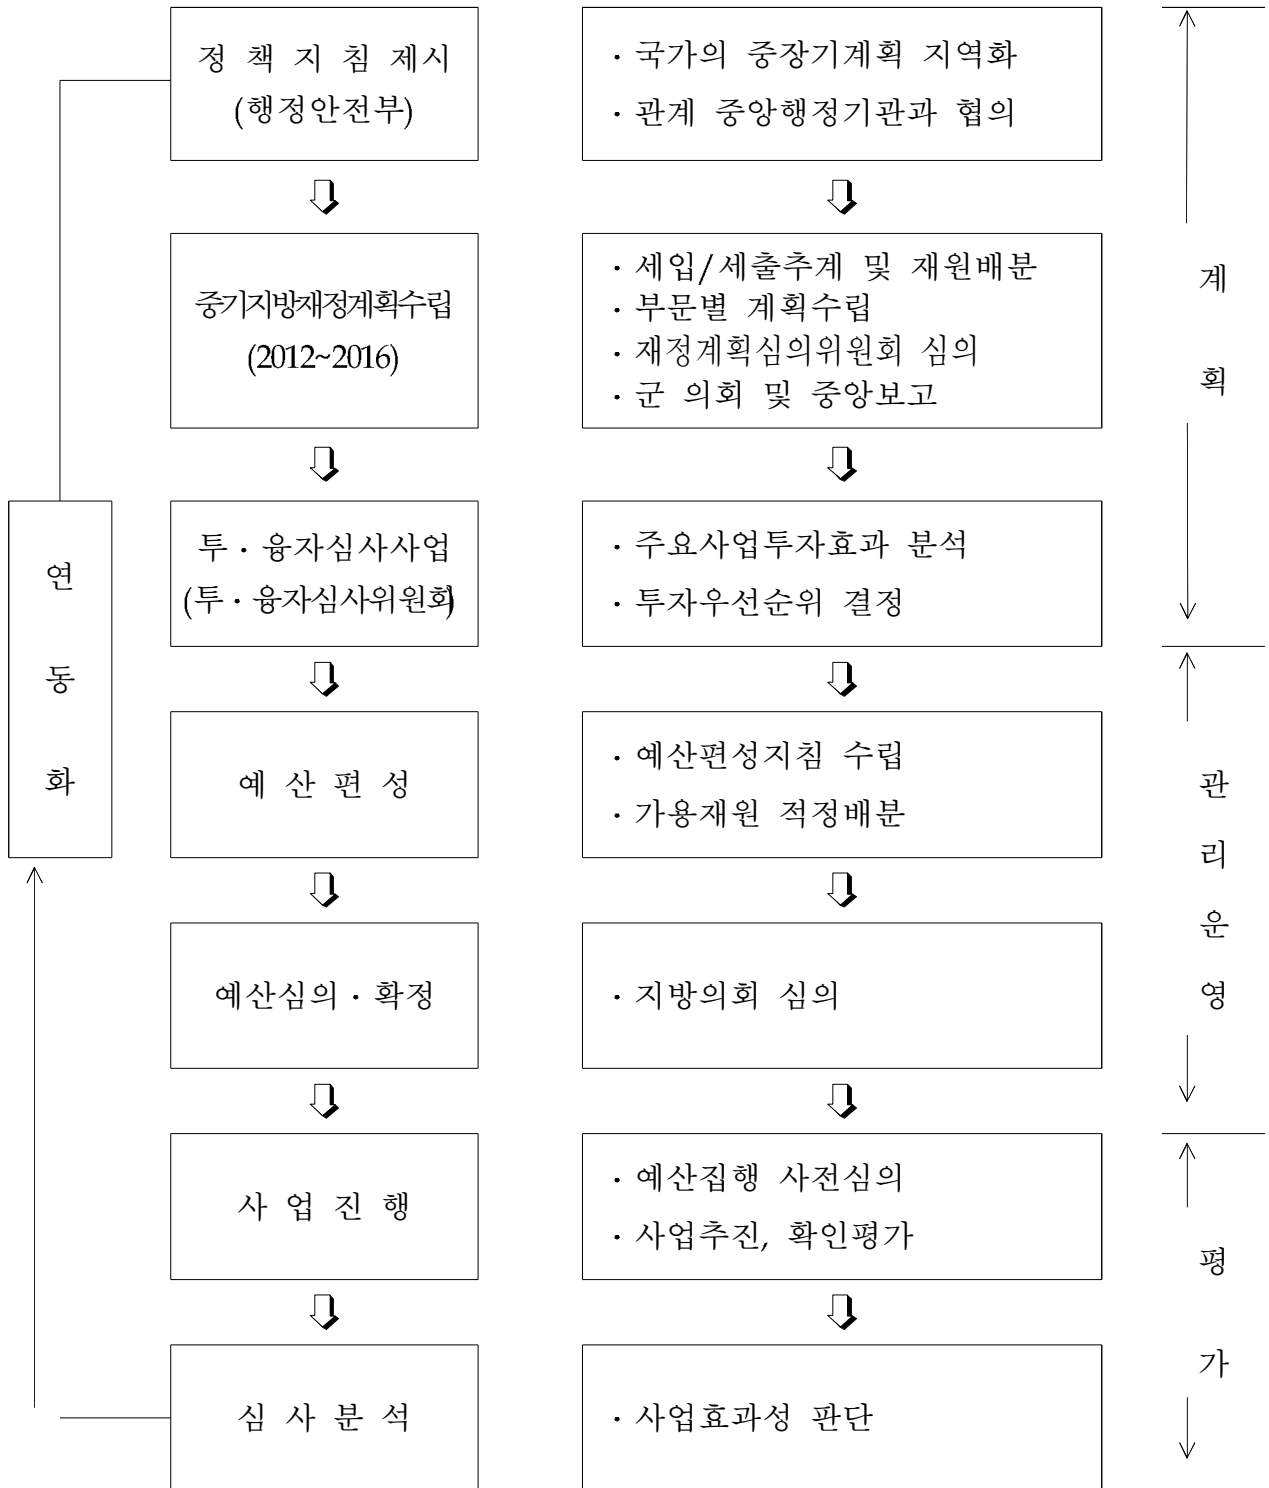 정 책 지 침 제시
(행정안전부)
· 국가의 중장기계획 지역화
· 관계 중앙행정기관과 협의
중기지방재정계획수립
(2012~2016)
· 세입/세출추계 및 재원배분
· 부문별 계획수립
· 재정계획심의위원회 심의
· 군 의회 및 중앙보고
계
획
투 · 융자심사사업
(투 · 융자심사위원회)
· 주요사업투자효과 분석
· 투자우선순위 결정
연
동
화
예 산 편 성
· 예산편성지침 수립
· 가용재원 적정배분
관
리
운
영
예산심의 · 확정
· 지방의회 심의
사 업 진 행
· 예산집행 사전심의
· 사업추진, 확인평가
평
가
심 사 분 석
· 사업효과성 판단